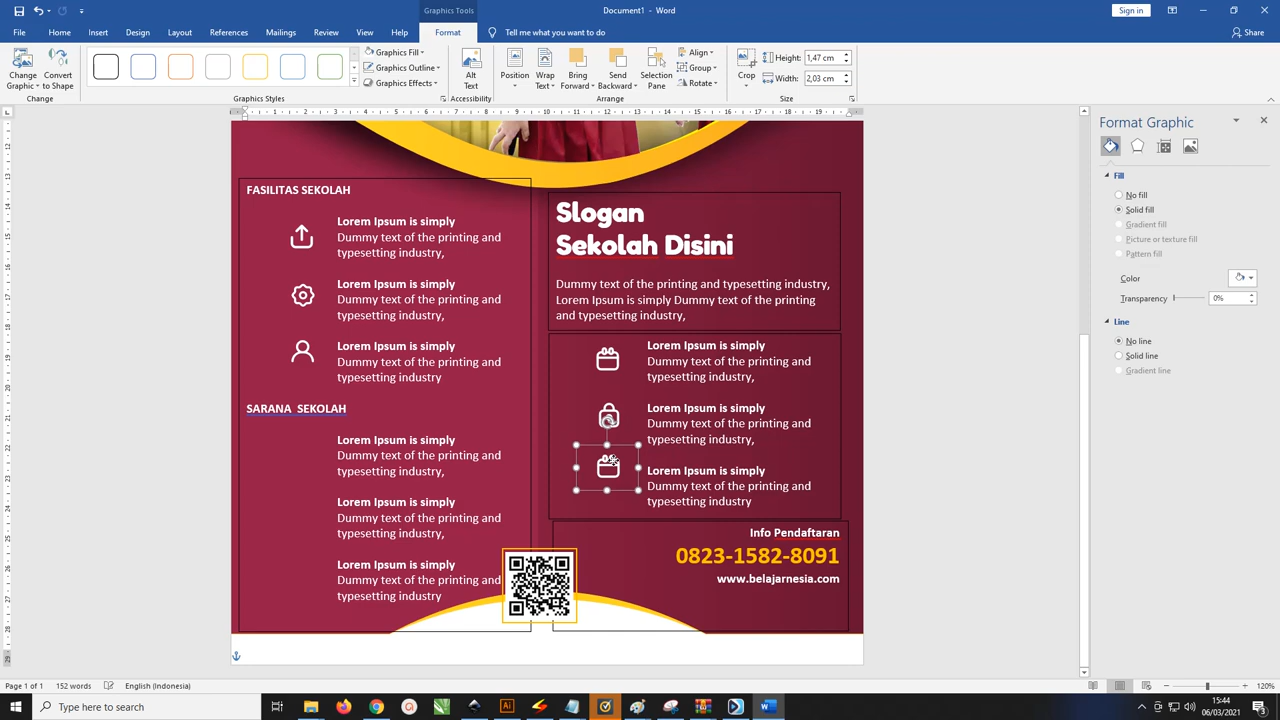 Graphics Tools
Document1 - Word
Sign in
File
Home
Insert
Draw
Design
Layout
References
Mailings
Review
View
Help
Format
Tell me what you want to do
Share
Change
Graphic
Convert
to Shape
Change
Graphics Fill
Graphics Outline
Graphics Effects
Graphics Styles
Alt
Text
Accessibility
Position
Wrap
Text
Bring
Forward
Send
Backward
Selection
Pane
Align
Group
Rotate
Arrange
Crop
Height: 1,47 cm
Width: 2,03 cm
Size
FASILITAS SEKOLAH
Lorem Ipsum is simply
Dummy text of the printing and
typesetting industry,
Lorem Ipsum is simply
Dummy text of the printing and
typesetting industry,
Lorem Ipsum is simply
Dummy text of the printing and
typesetting industry
SARANA  SEKOLAH
Lorem Ipsum is simply
Dummy text of the printing and
typesetting industry,
Lorem Ipsum is simply
Dummy text of the printing and
typesetting industry,
Lorem Ipsum is simply
Dummy text of the printing and
typesetting industry
Slogan
Sekolah Disini
Dummy text of the printing and typesetting industry,
Lorem Ipsum is simply Dummy text of the printing
and typesetting industry,
Lorem Ipsum is simply
Dummy text of the printing and
typesetting industry,
Lorem Ipsum is simply
Dummy text of the printing and
typesetting industry,
Lorem Ipsum is simply
Dummy text of the printing and
typesetting industry
Info Pendaftaran
0823-1582-8091
www.belajarnesia.com
Format Graphic
Fill
No fill
Solid fill
Gradient fill
Picture or texture fill
Pattern fill
Color
Transparency
0%
Line
No line
Solid line
Gradient line
Page 1 of 1
152 words
English (Indonesia)
120%
Type here to search
15:44
06/03/2021